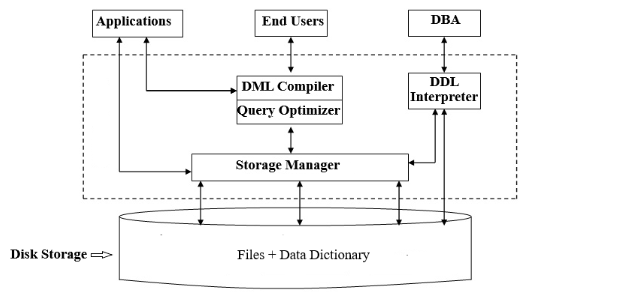 Applications
End Users
DBA
DML Compiler
Query Optimizer
DDL
Interpreter
Storage Manager
Disk Storage
Files + Data Dictionary